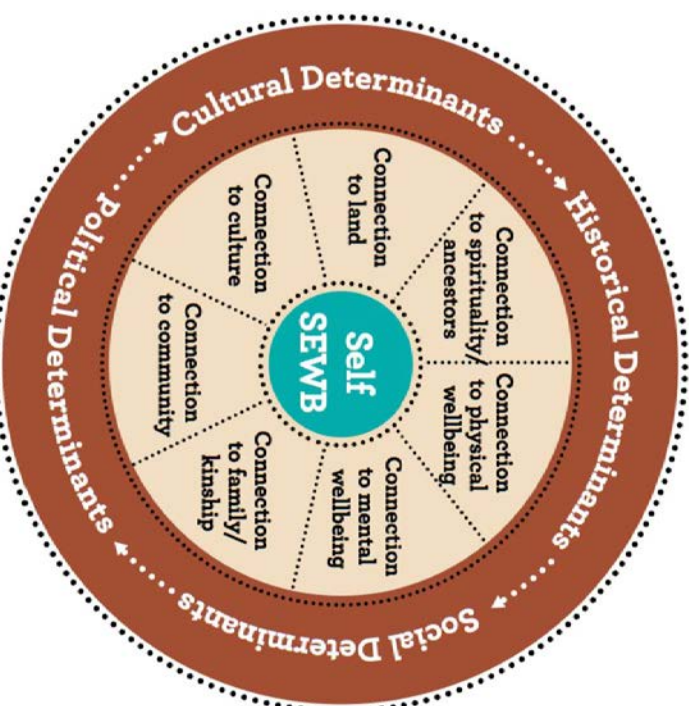 Historical Determinants
Social Determinants
Political Determinants
Cultural Determinants
Connection
to spirituality/
ancestors
Connection
to physical
wellbeing
Connection
to mental
wellbeing
Connection
to family/
kinship
Connection
to community
Connection
to culture
Connection
to land
Self
SEWB